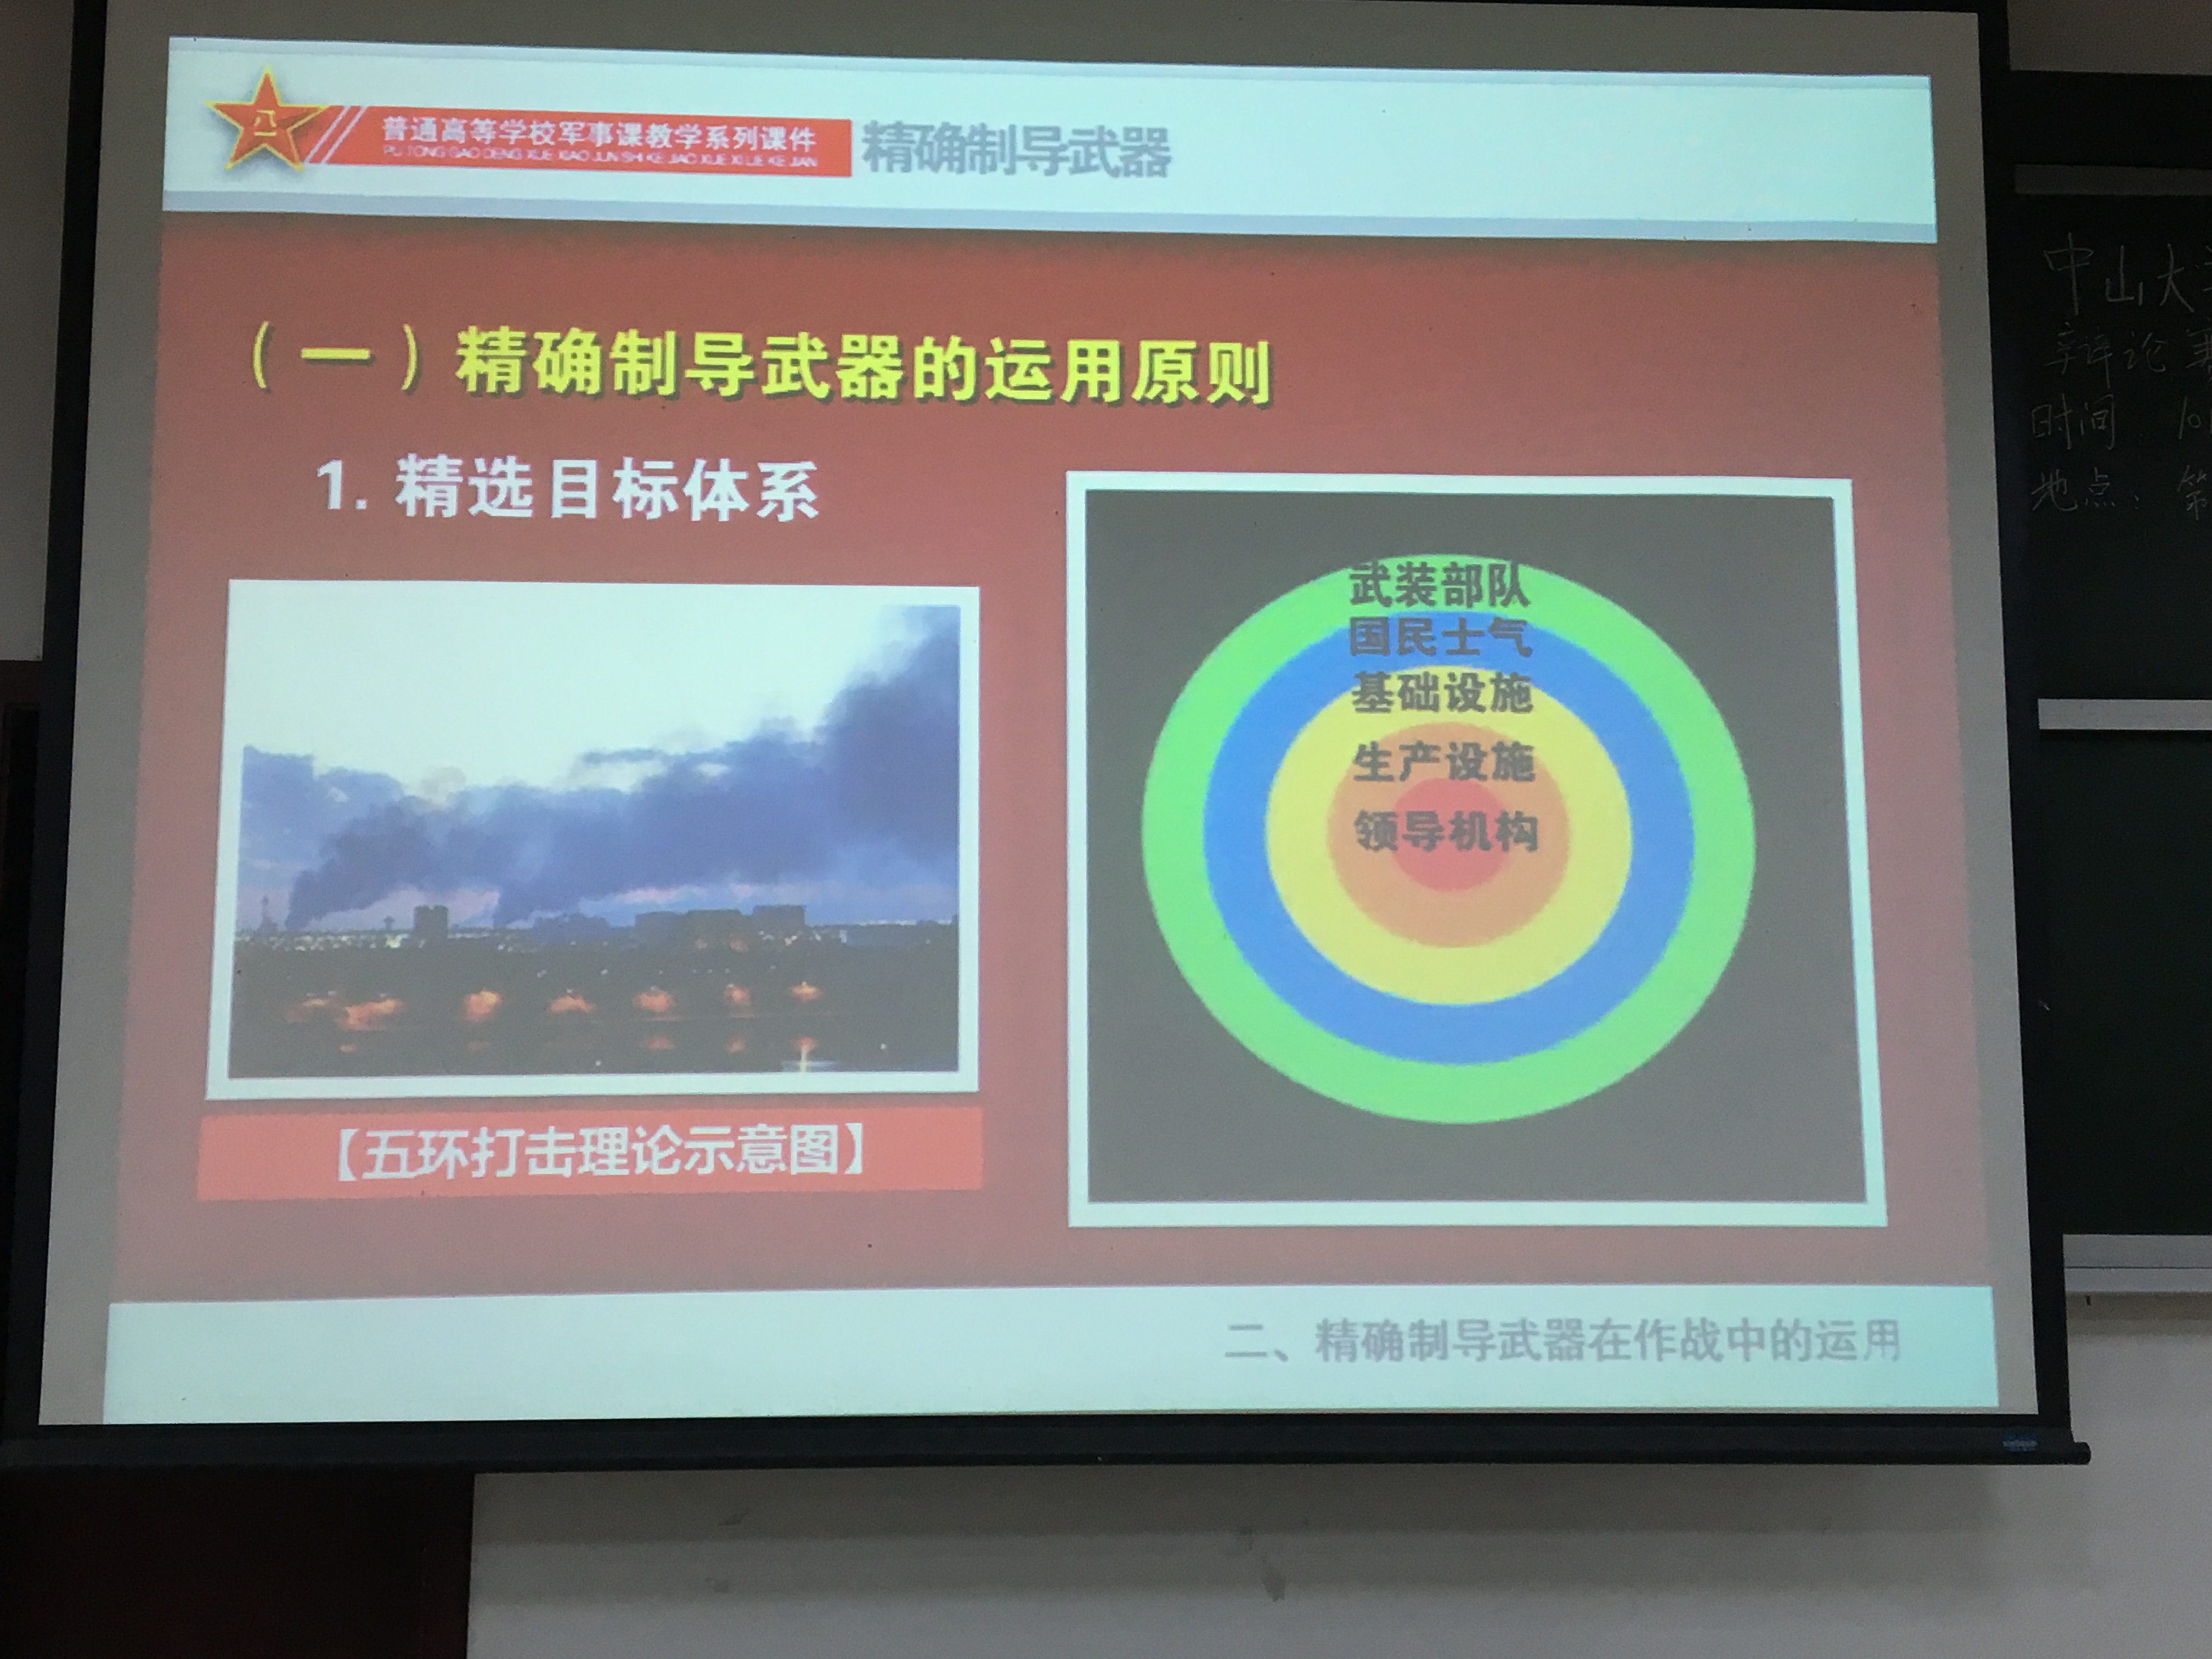 八一
普通高等学校军事课教学系列课件
PU TONG GAO DENG XUE XIAO JUN SHI KE JIAO XUE XI LIE KE JIAN
精确制导武器
（一）精确制导武器的运用原则
1. 精选目标体系
武装部队
国民士气
基础设施
生产设施
领导机构
【五环打击理论示意图】
二、精确制导武器在作战中的运用
中山大
辩论
时间：
地点：第